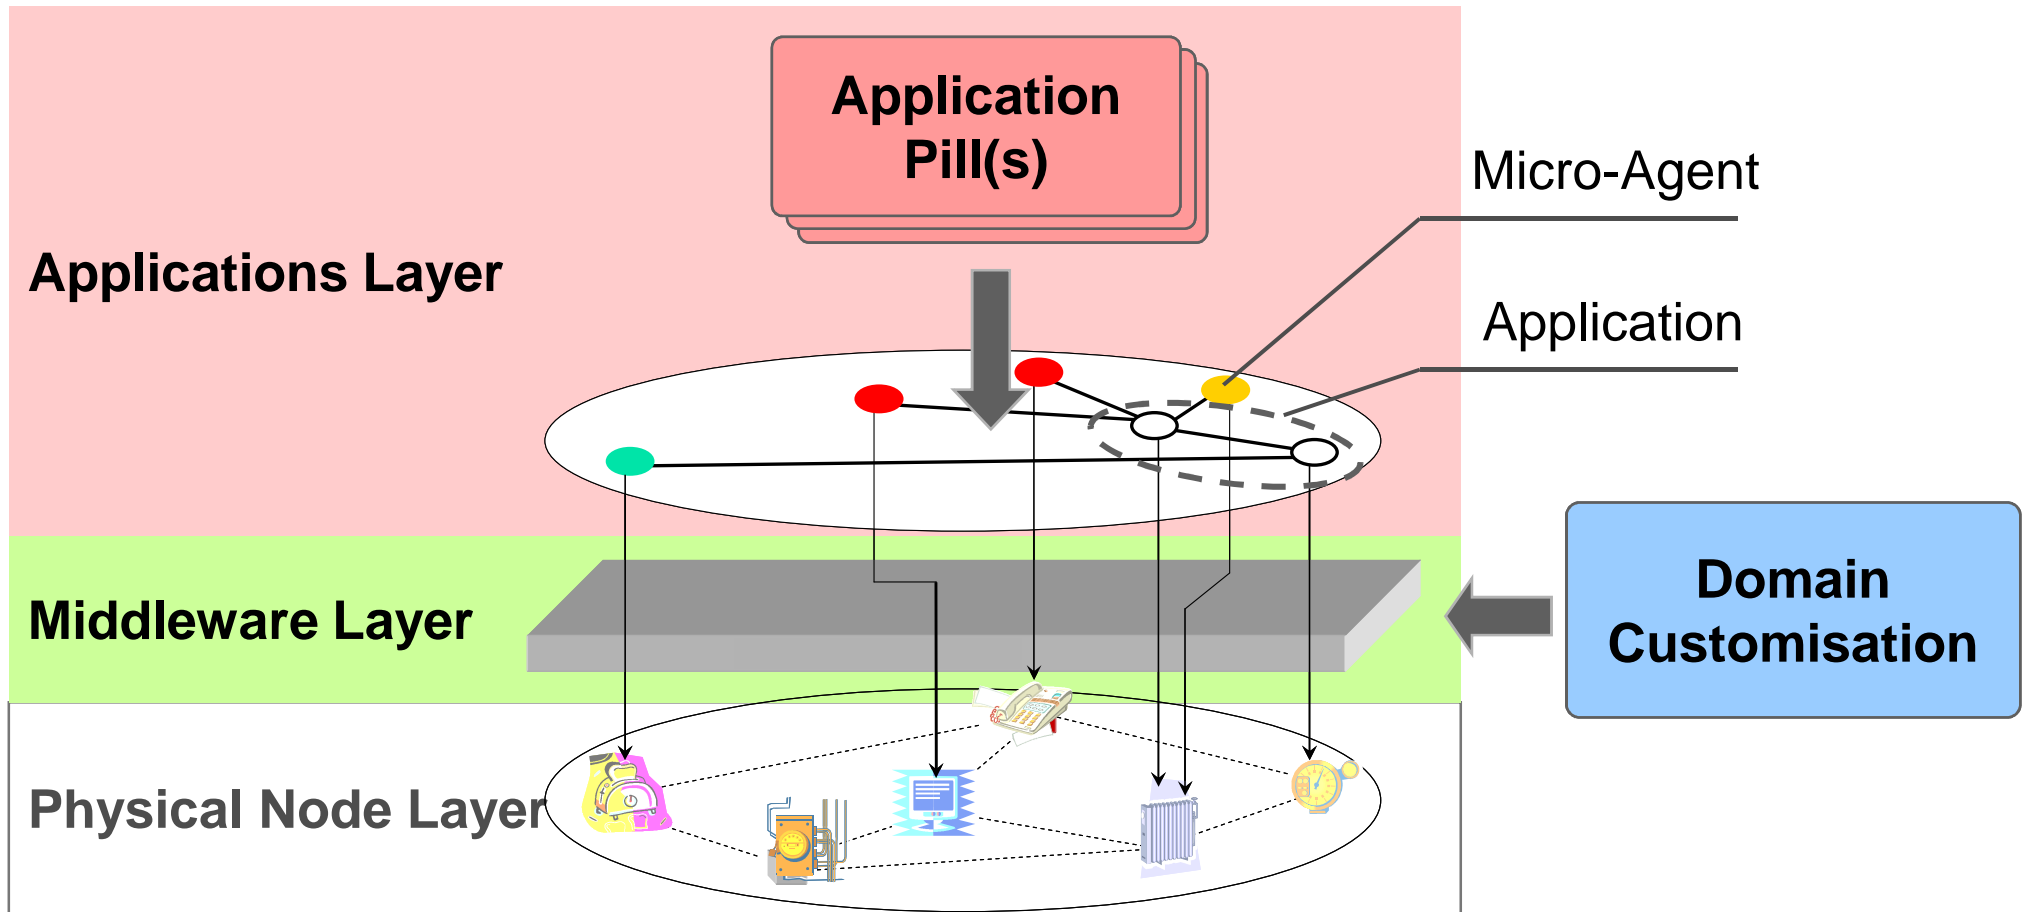 Application
Pill(s)
Micro-Agent
Applications Layer
Application
Middleware Layer
Domain
Customisation
Physical Node Layer